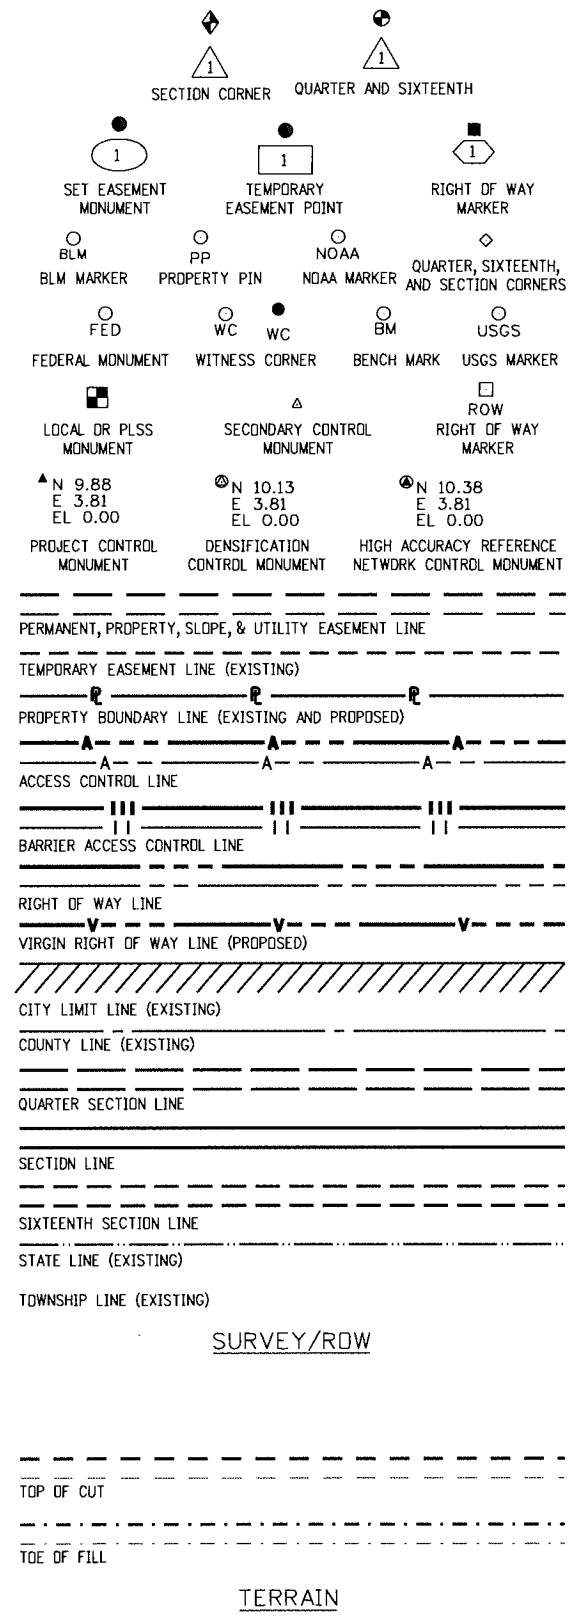 1 1
SECTION CORNER QUARTER AND SIXTEENTH
1 1 1
SET EASEMENT MONUMENT TEMPORARY EASEMENT POINT RIGHT OF WAY MARKER
BLM PP NOAA
BLM MARKER PROPERTY PIN NOAA MARKER QUARTER, SIXTEENTH, AND SECTION CORNERS
FED WC WC BM USGS
FEDERAL MONUMENT WITNESS CORNER BENCH MARK USGS MARKER
ROW
LOCAL OR PLSS MONUMENT SECONDARY CONTROL MONUMENT RIGHT OF WAY MARKER
N 9.88 N 10.13 N 10.38
E 3.81 E 3.81 E 3.81
EL 0.00 EL 0.00 EL 0.00
PROJECT CONTROL MONUMENT DENSIFICATION CONTROL MONUMENT HIGH ACCURACY REFERENCE NETWORK CONTROL MONUMENT
PERMANENT, PROPERTY, SLOPE, & UTILITY EASEMENT LINE
TEMPORARY EASEMENT LINE (EXISTING)
PL PL PL
PROPERTY BOUNDARY LINE (EXISTING AND PROPOSED)
A A A
A A A
ACCESS CONTROL LINE
BARRIER ACCESS CONTROL LINE
RIGHT OF WAY LINE
V V V
VIRGIN RIGHT OF WAY LINE (PROPOSED)
CITY LIMIT LINE (EXISTING)
COUNTY LINE (EXISTING)
QUARTER SECTION LINE
SECTION LINE
SIXTEENTH SECTION LINE
STATE LINE (EXISTING)
TOWNSHIP LINE (EXISTING)
SURVEY/ROW
TOP OF CUT
TOE OF FILL
TERRAIN